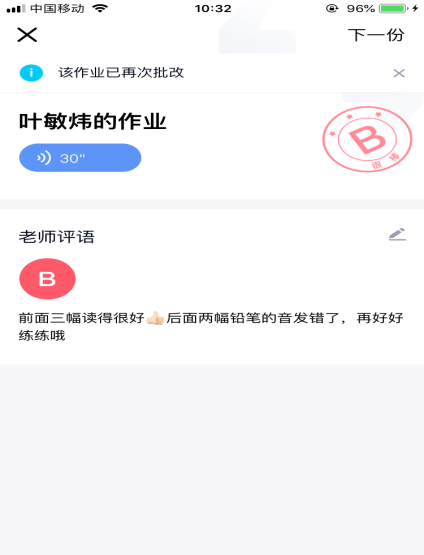 中国移动 10:32 96%
下一份
该作业已再次批改
叶敏炜的作业
30"
B
很棒
老师评语
B
前面三幅读得很好👍🏻后面两幅铅笔的音发错了，再好好
练练哦